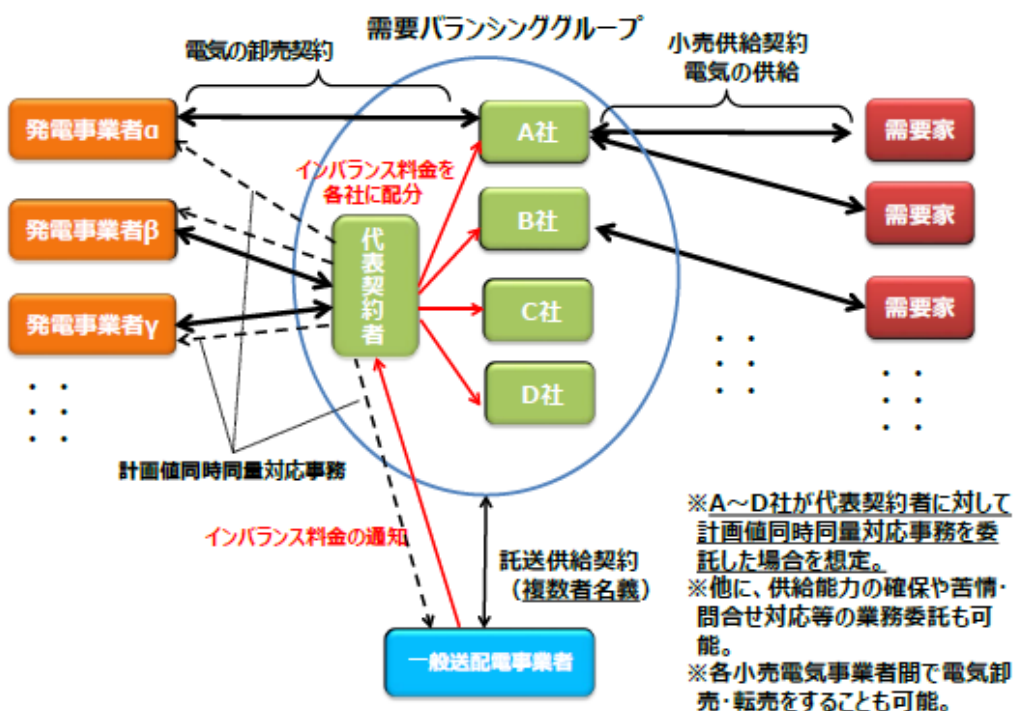 需要バランシンググループ
電気の卸売契約
小売供給契約
電気の供給
発電事業者α
A社
需要家
インバランス料金を
各社に配分
発電事業者β
代表契約者
B社
需要家
発電事業者γ
C社
需要家
D社
計画値同時同量対応事務
インバランス料金の通知
託送供給契約
（複数者名義）
一般送配電事業者
※A～D社が代表契約者に対して
計画値同時同量対応事務を委
託した場合を想定。
※他に、供給能力の確保や苦情・
問合せ対応等の業務委託も可
能。
※各小売電気事業者間で電気卸
売・転売をすることも可能。